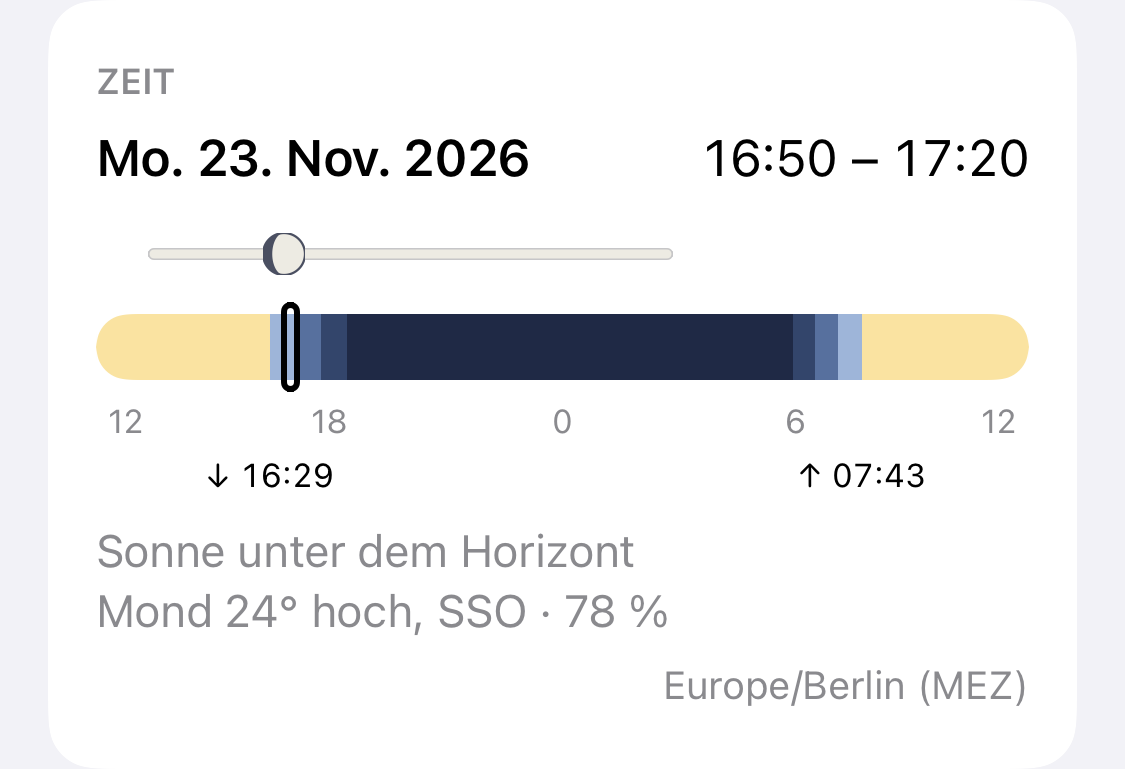 ZEIT
Mo. 23. Nov. 2026 16:50 – 17:20
12 18 0 6 12
↓ 16:29 ↑ 07:43
Sonne unter dem Horizont
Mond 24° hoch, SSO · 78 %
Europe/Berlin (MEZ)